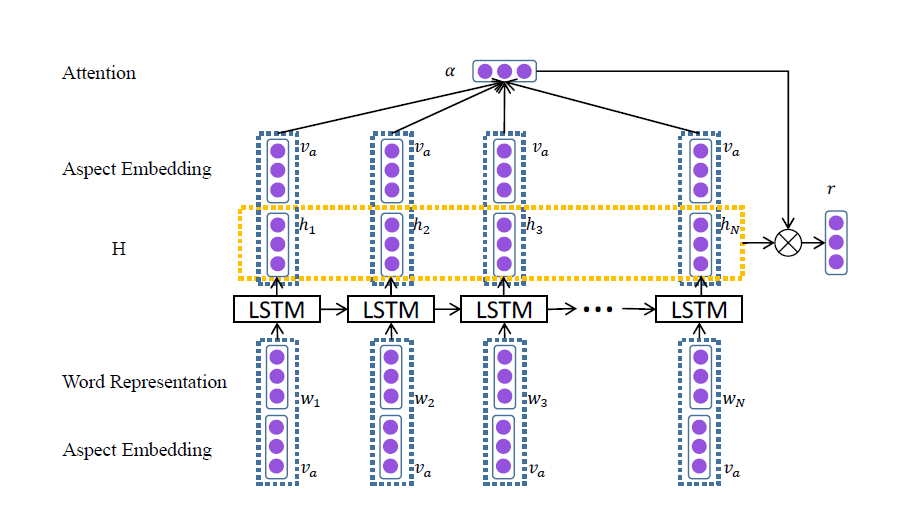 Attention α
Aspect Embedding v_a v_a v_a v_a
r
H h_1 h_2 h_3 h_N
LSTM LSTM LSTM ··· LSTM
Word Representation w_1 w_2 w_3 w_N
Aspect Embedding v_a v_a v_a v_a